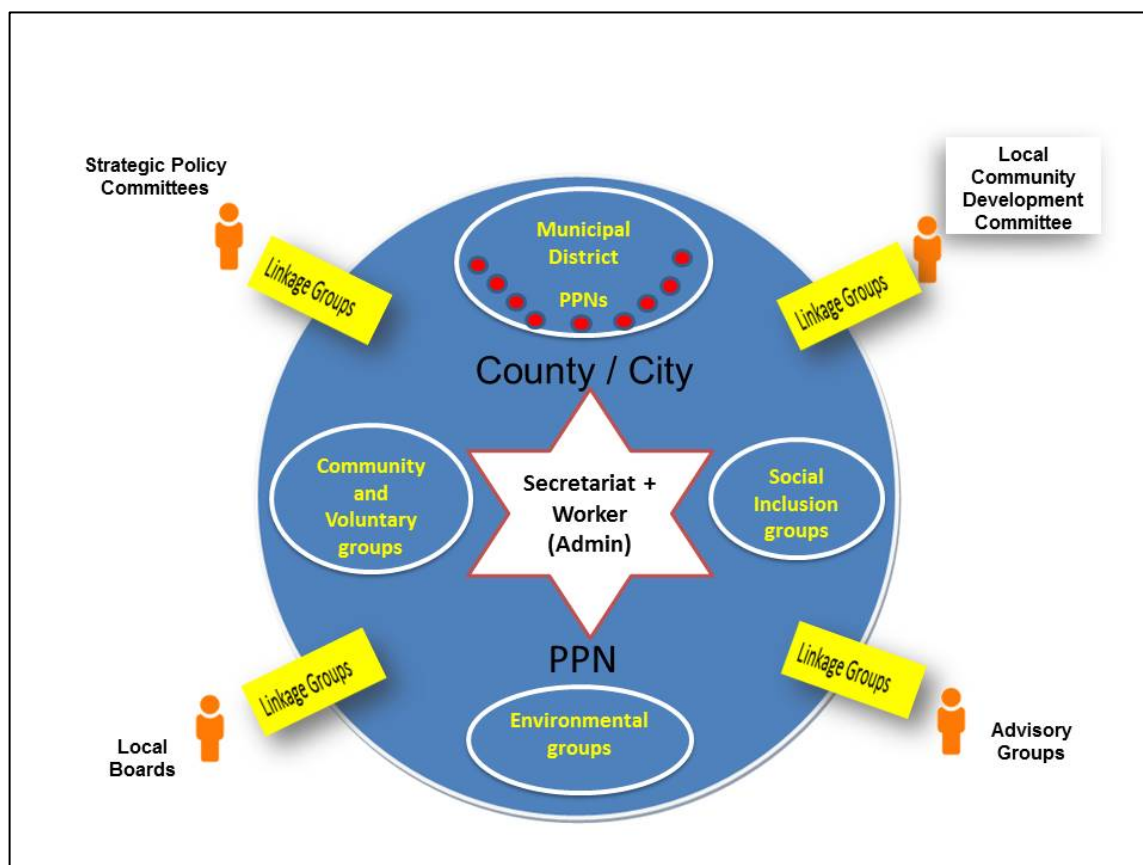 Strategic Policy
Committees
Local
Community
Development
Committee
Linkage Groups
Linkage Groups
Municipal
District
PPNs
County / City
Community
and
Voluntary
groups
Secretariat +
Worker
(Admin)
Social
Inclusion
groups
PPN
Linkage Groups
Linkage Groups
Environmental
groups
Local
Boards
Advisory
Groups